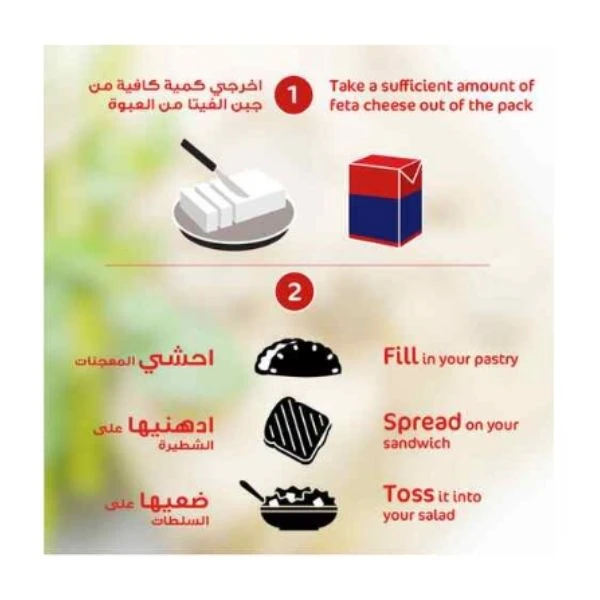 اخرجي كمية كافية من
جبن الفيتا من العبوة
1
Take a sufficient amount of
feta cheese out of the pack
2
احشي المعجنات
Fill in your pastry
ادهنيها على
الشطيرة
Spread on your
sandwich
ضعيها على
السلطات
Toss it into
your salad